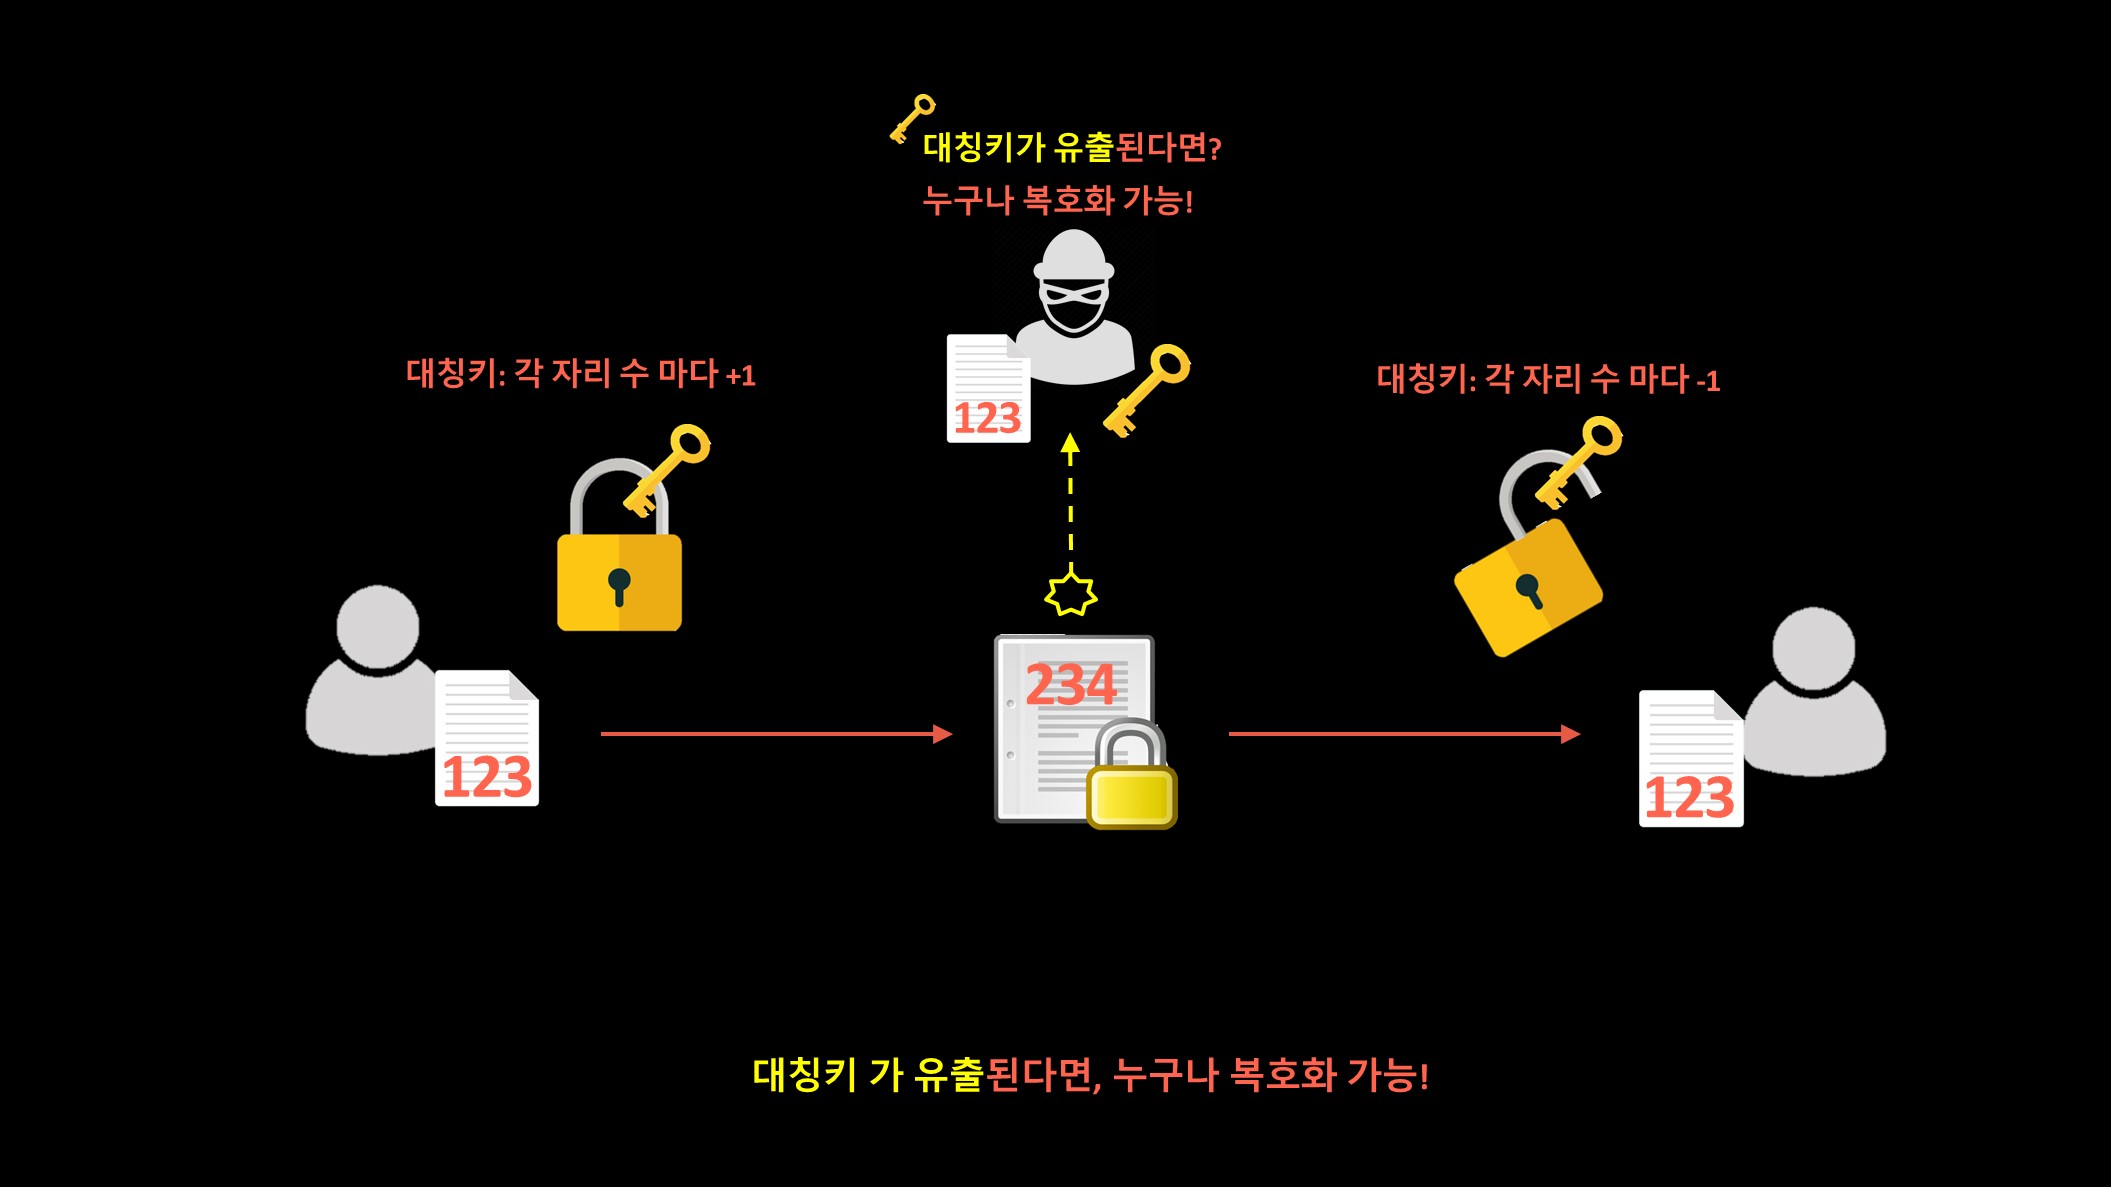 대칭키가 유출된다면?
누구나 복호화 가능!
대칭키: 각 자리 수 마다 +1
대칭키: 각 자리 수 마다 -1
123
234
123
123
대칭키 가 유출된다면, 누구나 복호화 가능!